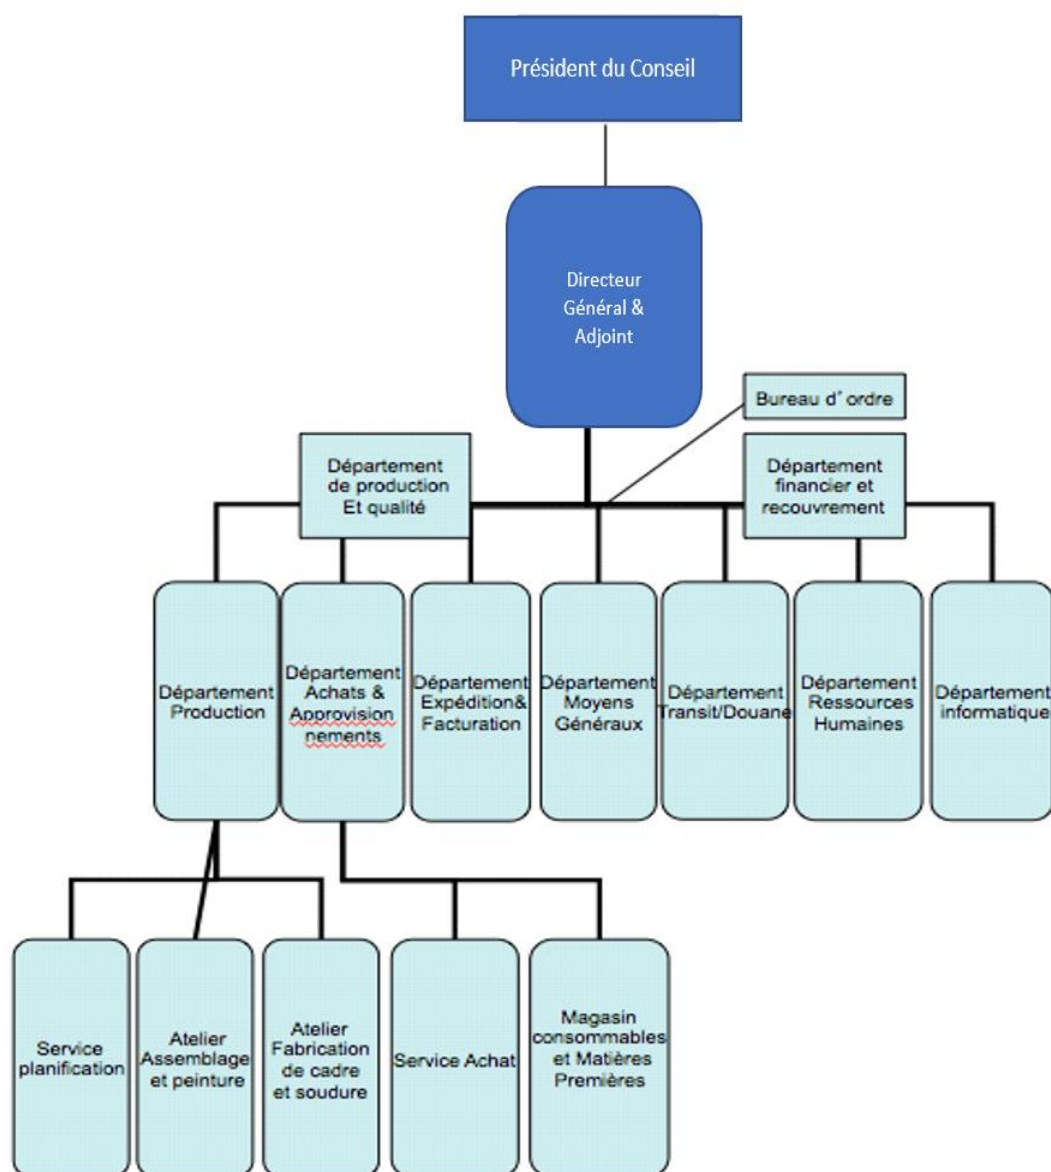 Président du Conseil
Directeur
Général &
Adjoint
Bureau d' ordre
Département
de production
Et qualité
Département
financier et
recouvrement
Département
Production
Département
Achats &
Approvision
nements
Département
Expédition&
Facturation
Département
Moyens
Généraux
Département
Transit/Douane
Département
Ressources
Humaines
Département
informatique
Service
planification
Atelier
Assemblage
et peinture
Atelier
Fabrication
de cadre
et soudure
Service Achat
Magasin
consommables
et Matières
Premières